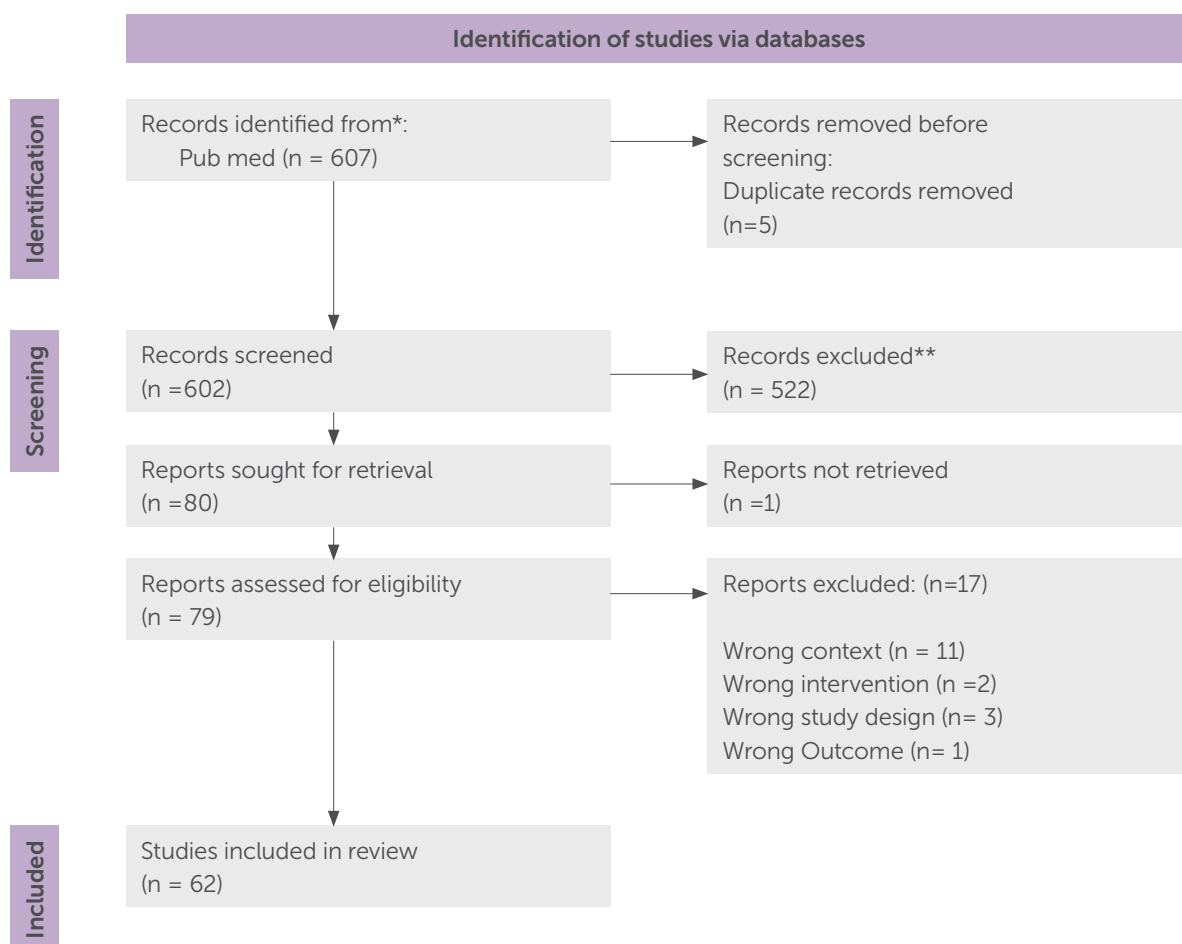 Identification of studies via databases
Identification
Records identified from*:
Pub med (n = 607)
Records removed before
screening:
Duplicate records removed
(n=5)
Screening
Records screened
(n =602)
Records excluded**
(n = 522)
Reports sought for retrieval
(n =80)
Reports not retrieved
(n =1)
Reports assessed for eligibility
(n = 79)
Reports excluded: (n=17)
Wrong context (n = 11)
Wrong intervention (n =2)
Wrong study design (n= 3)
Wrong Outcome (n= 1)
Included
Studies included in review
(n = 62)